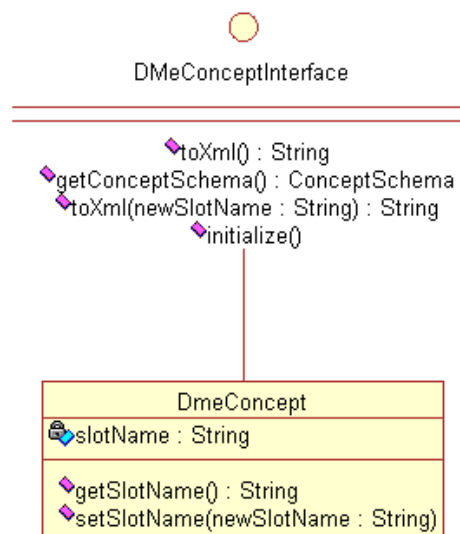 DMeConceptInterface
toXml() : String
getConceptSchema() : ConceptSchema
toXml(newSlotName : String) : String
initialize()
DmeConcept
slotName : String
getSlotName() : String
setSlotName(newSlotName : String)